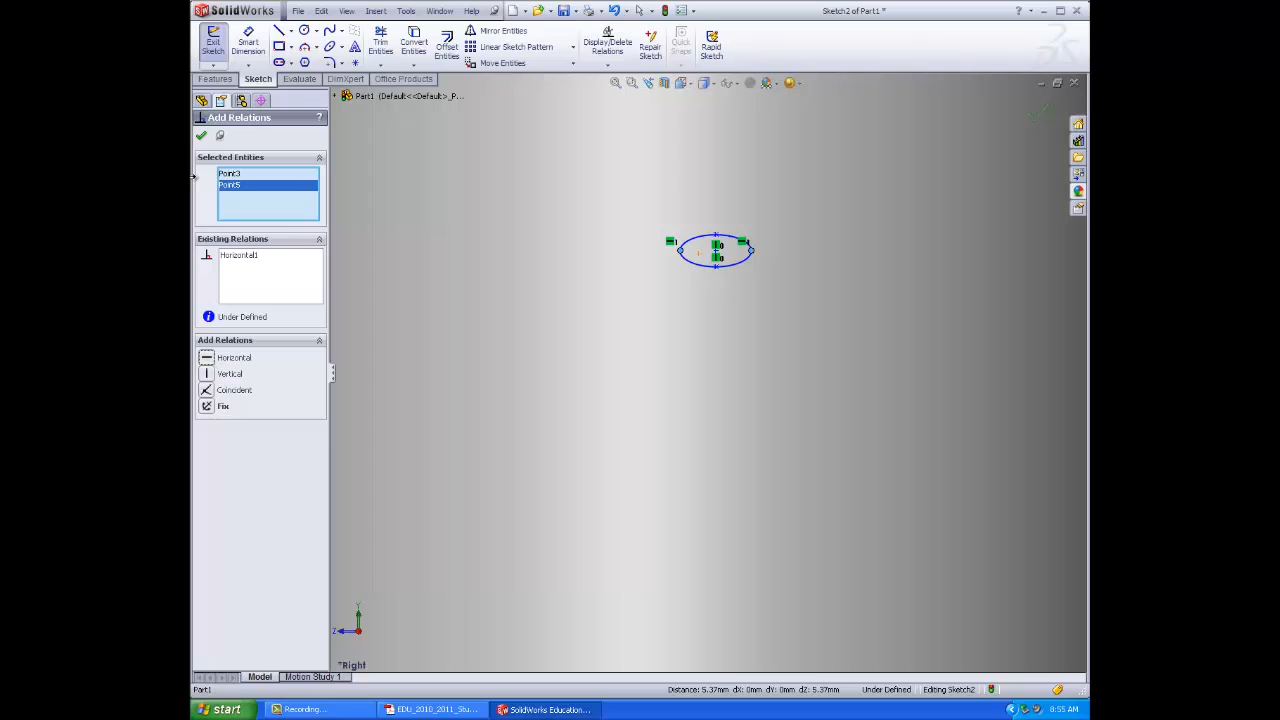 SolidWorks File Edit View Insert Tools Window Help Sketch2 of Part1 *
Exit Sketch Smart Dimension Trim Entities Convert Entities Offset Entities Mirror Entities Linear Sketch Pattern Move Entities Display/Delete Relations Repair Sketch Quick Snaps Rapid Sketch
Features Sketch Evaluate DimXpert Office Products
Part1 (Default<<Default>_P...
Add Relations ?
Selected Entities
Point3
Point5
Existing Relations
Horizontal1
Under Defined
Add Relations
Horizontal
Vertical
Coincident
Fix
Y
Z
*Right
Model Motion Study 1
Part1 Distance: 5.37mm dX: 0mm dY: 0mm dZ: 5.37mm Under Defined Editing Sketch2
start Recording... EDU_2010_2011_Stu... SolidWorks Education... 8:55 AM